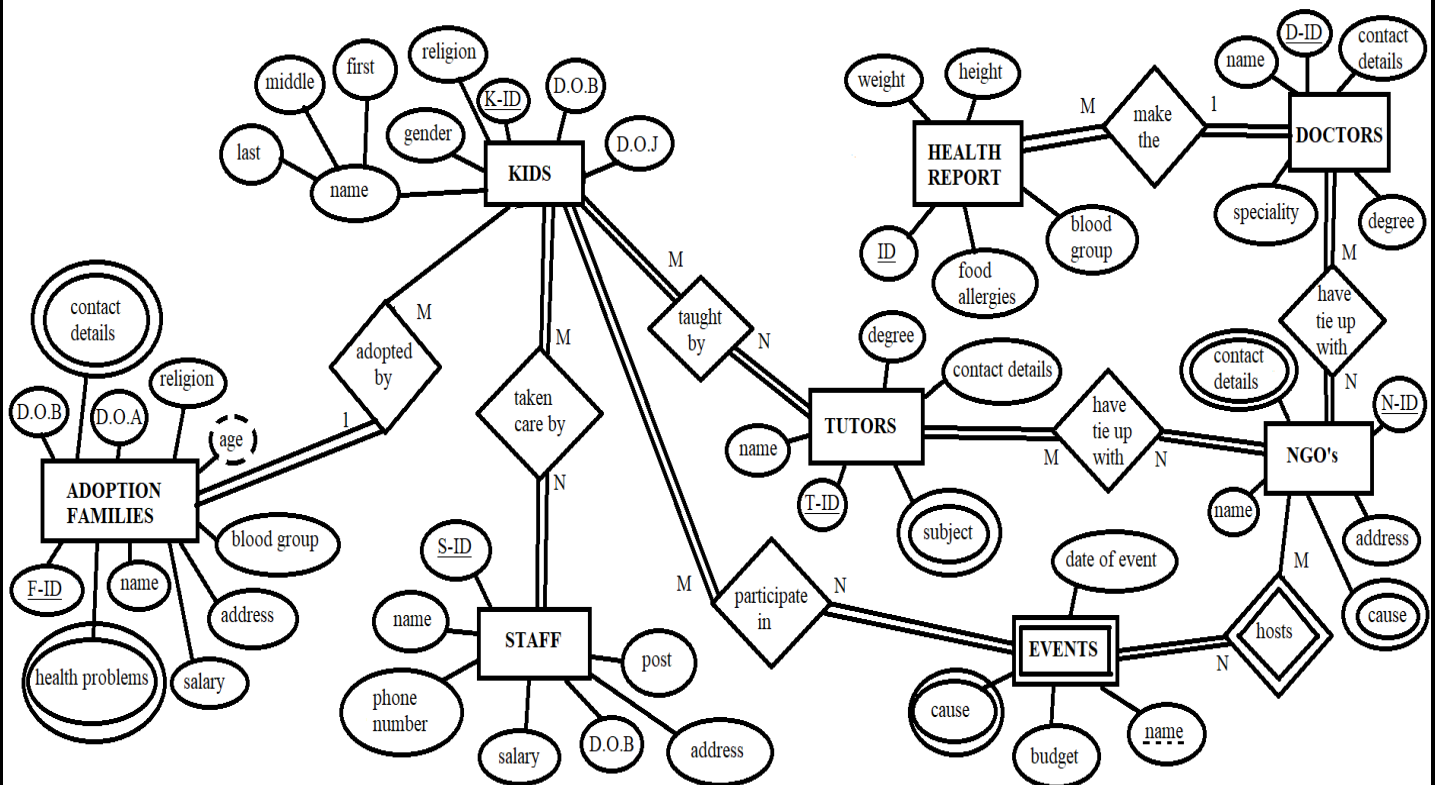 religion
first
middle
K-ID
D.O.B
gender
D.O.J
last
name
KIDS
weight
height
HEALTH
REPORT
ID
food
allergies
blood
group
M
make
the
1
name
D-ID
contact
details
DOCTORS
speciality
degree
M
have
tie up
with
N
contact
details
D.O.B
D.O.A
religion
age
ADOPTION
FAMILIES
F-ID
name
blood group
address
health problems
salary
M
adopted
by
1
M
taken
care by
N
M
taught
by
N
degree
contact details
TUTORS
name
T-ID
subject
have
tie up
with
M
N
contact
details
N-ID
NGO's
name
address
cause
M
hosts
N
S-ID
name
STAFF
phone
number
post
salary
D.O.B
address
M
participate
in
N
date of event
EVENTS
cause
budget
name